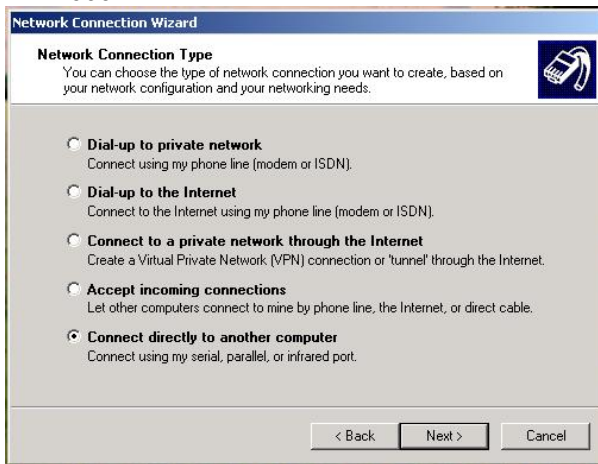 Network Connection Wizard
Network Connection Type
You can choose the type of network connection you want to create, based on
your network configuration and your networking needs.
Dial-up to private network
Connect using my phone line (modem or ISDN).
Dial-up to the Internet
Connect to the Internet using my phone line (modem or ISDN).
Connect to a private network through the Internet
Create a Virtual Private Network (VPN) connection or 'tunnel' through the Internet.
Accept incoming connections
Let other computers connect to mine by phone line, the Internet, or direct cable.
Connect directly to another computer
Connect using my serial, parallel, or infrared port.
< Back Next > Cancel